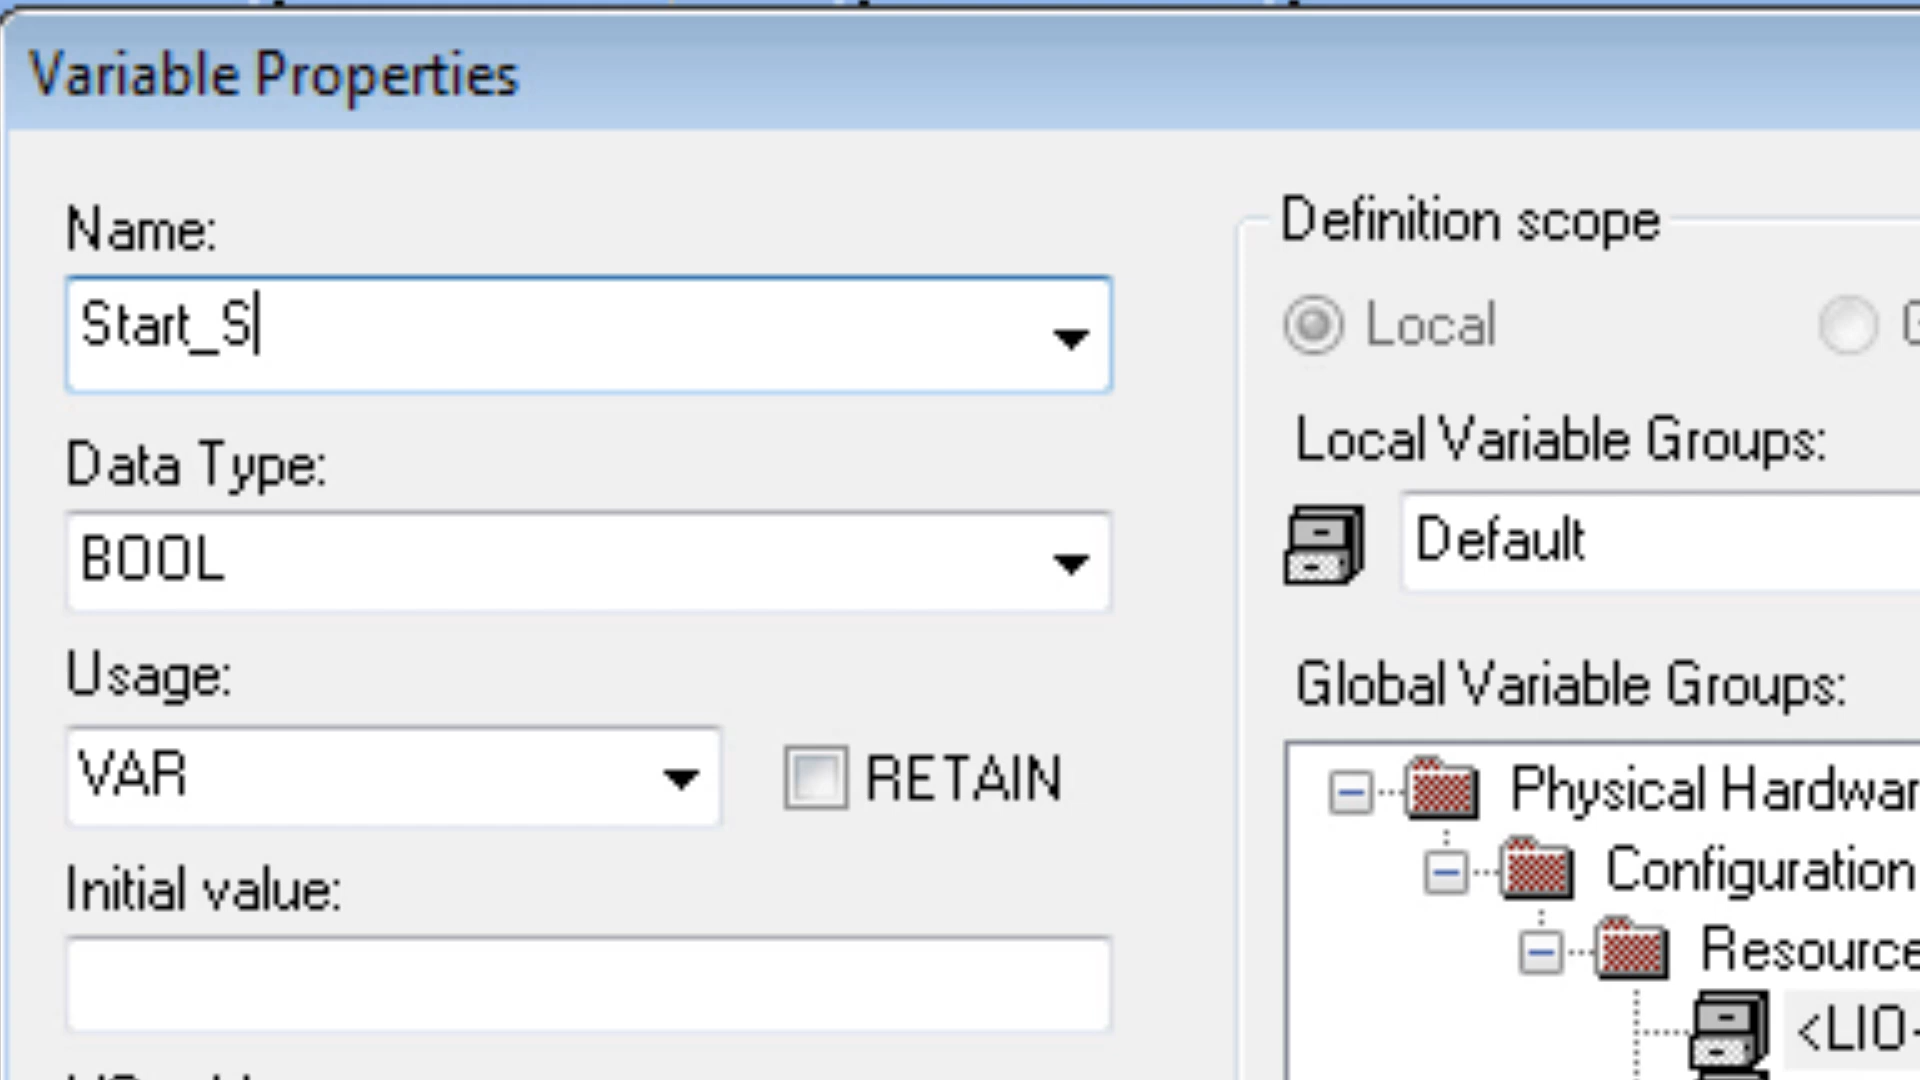 Variable Properties
Name:
Start_S
Data Type:
BOOL
Usage:
VAR
RETAIN
Initial value:
Definition scope
Local
Local Variable Groups:
Default
Global Variable Groups:
Physical Hardwar
Configuration
Resource
<LIO-